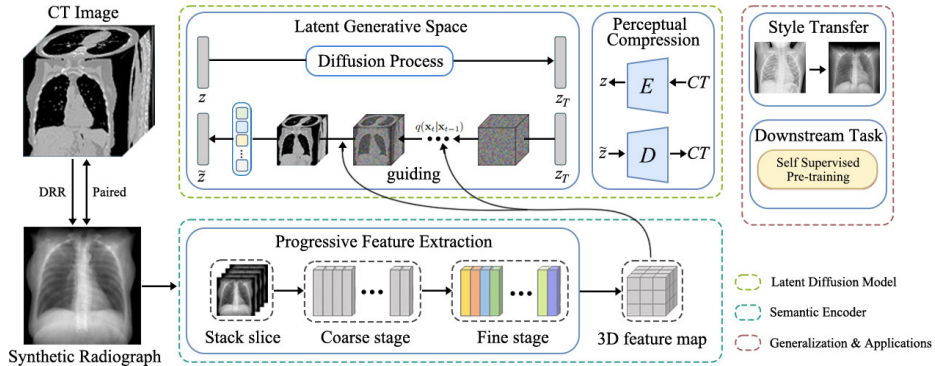 CT Image
DRR
Paired
Synthetic Radiograph
Latent Generative Space
Diffusion Process
z
z_T
q(x_t|x_{t-1})
z̃
guiding
z_T
Perceptual
Compression
z
E
CT
z̃
D
CT
Style Transfer
Downstream Task
Self Supervised
Pre-training
Progressive Feature Extraction
Stack slice
Coarse stage
Fine stage
3D feature map
Latent Diffusion Model
Semantic Encoder
Generalization & Applications